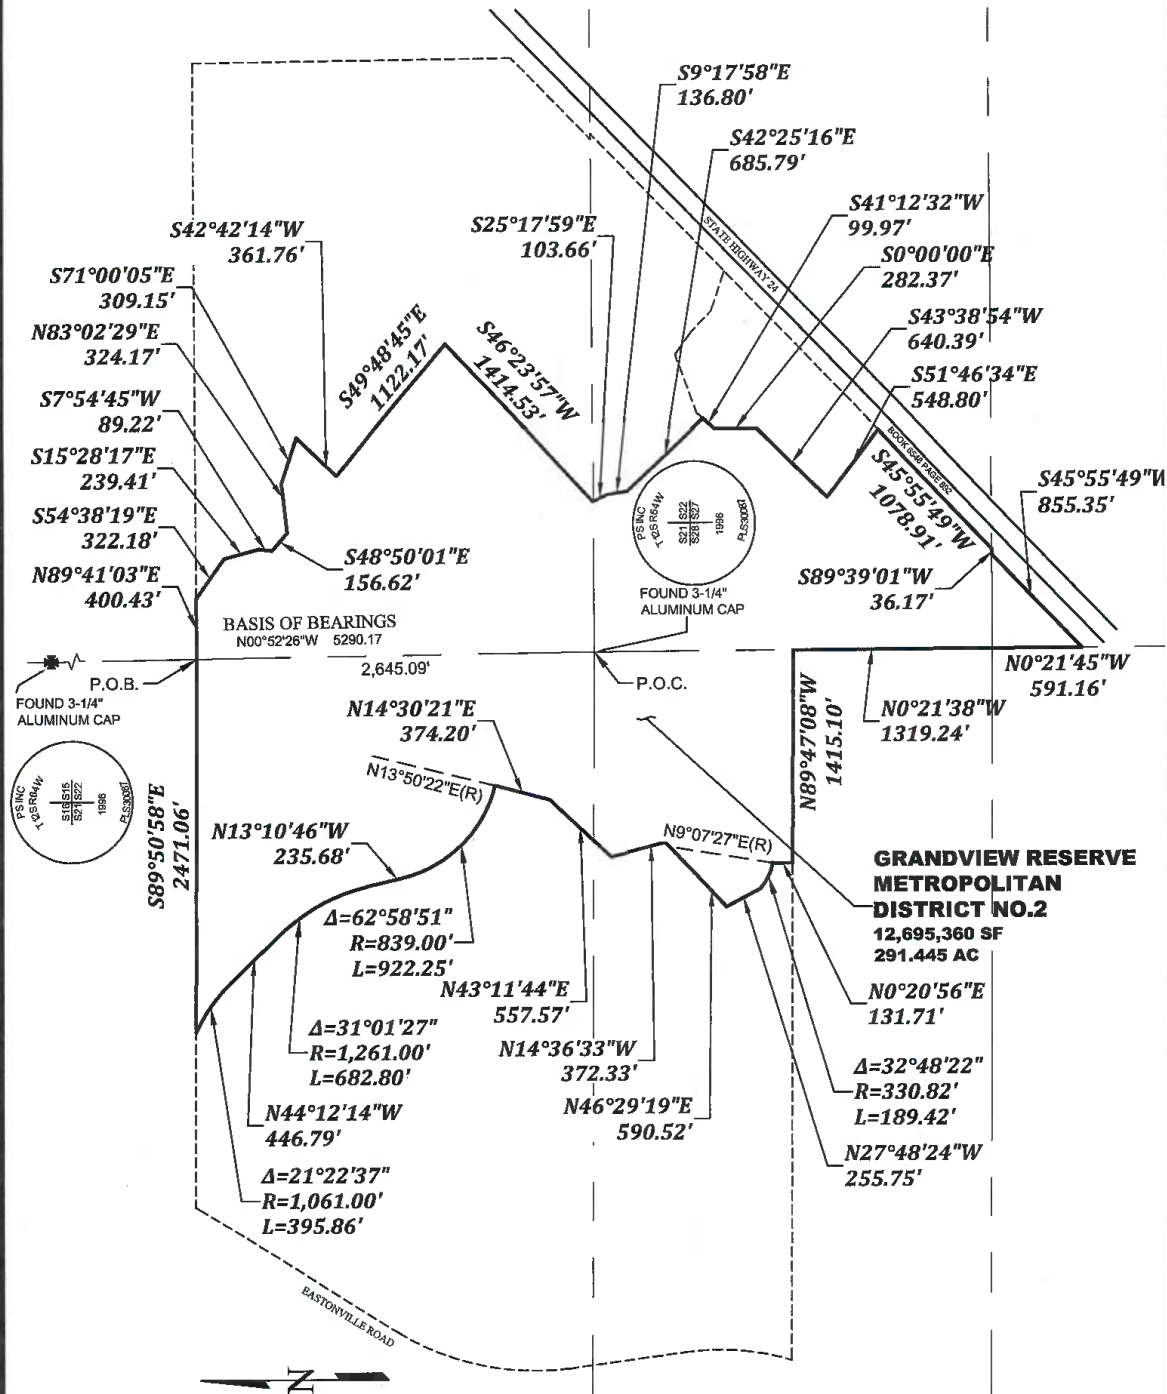 S9°17'58"E
136.80'
S42°25'16"E
685.79'
S41°12'32"W
99.97'
S42°42'14"W
361.76'
S25°17'59"E
103.66'
STATE HIGHWAY 24
S0°00'00"E
282.37'
S71°00'05"E
309.15'
S49°48'45"E
1122.17'
S46°23'57"W
1414.53'
S43°38'54"W
640.39'
N83°02'29"E
324.17'
S51°46'34"E
548.80'
S7°54'45"W
89.22'
BOOK 6548 PAGE 892
S15°28'17"E
239.41'
S45°55'49"W
1078.91'
S45°55'49"W
855.35'
PS INC
T12S R64W
S21 S22
S28 S27
1996
PLS30087
S54°38'19"E
322.18'
S48°50'01"E
156.62'
S89°39'01"W
36.17'
N89°41'03"E
400.43'
FOUND 3-1/4"
ALUMINUM CAP
BASIS OF BEARINGS
N00°52'26"W 5290.17
2,645.09'
P.O.B.
P.O.C.
N0°21'45"W
591.16'
FOUND 3-1/4"
ALUMINUM CAP
N14°30'21"E
374.20'
N89°47'08"W
1415.10'
N0°21'38"W
1319.24'
PS INC
T12S R64W
S16 S15
S21 S22
1996
PLS30087
N13°50'22"E(R)
S89°50'58"E
2471.06'
N13°10'46"W
235.68'
N9°07'27"E(R)
GRANDVIEW RESERVE
METROPOLITAN
DISTRICT NO.2
12,695,360 SF
291.445 AC
Δ=62°58'51"
R=839.00'
L=922.25'
N43°11'44"E
557.57'
N0°20'56"E
131.71'
Δ=31°01'27"
R=1,261.00'
L=682.80'
N14°36'33"W
372.33'
Δ=32°48'22"
R=330.82'
L=189.42'
N44°12'14"W
446.79'
N46°29'19"E
590.52'
N27°48'24"W
255.75'
Δ=21°22'37"
R=1,061.00'
L=395.86'
EASTONVILLE ROAD
N